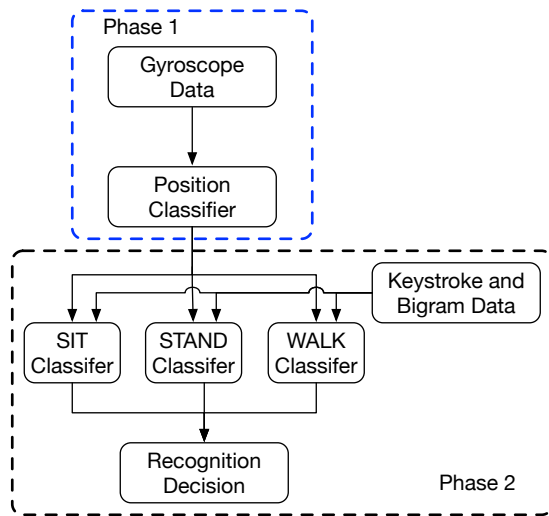 Phase 1
Gyroscope
Data
Position
Classifier
Keystroke and
Bigram Data
SIT
Classifer
STAND
Classifer
WALK
Classifer
Recognition
Decision
Phase 2